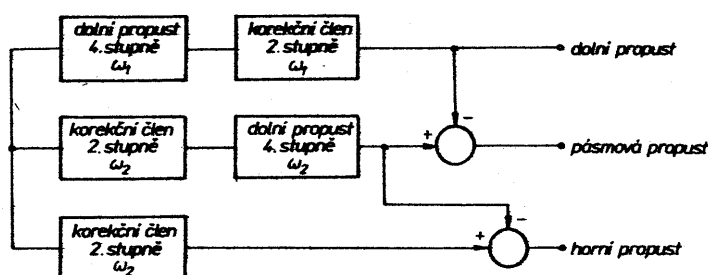 dolní propust
4. stupně
ω₁
korekční člen
2. stupně
ω₁
dolní propust
korekční člen
2. stupně
ω₂
dolní propust
4. stupně
ω₂
−
+
pásmová propust
korekční člen
2. stupně
ω₂
−
+
horní propust